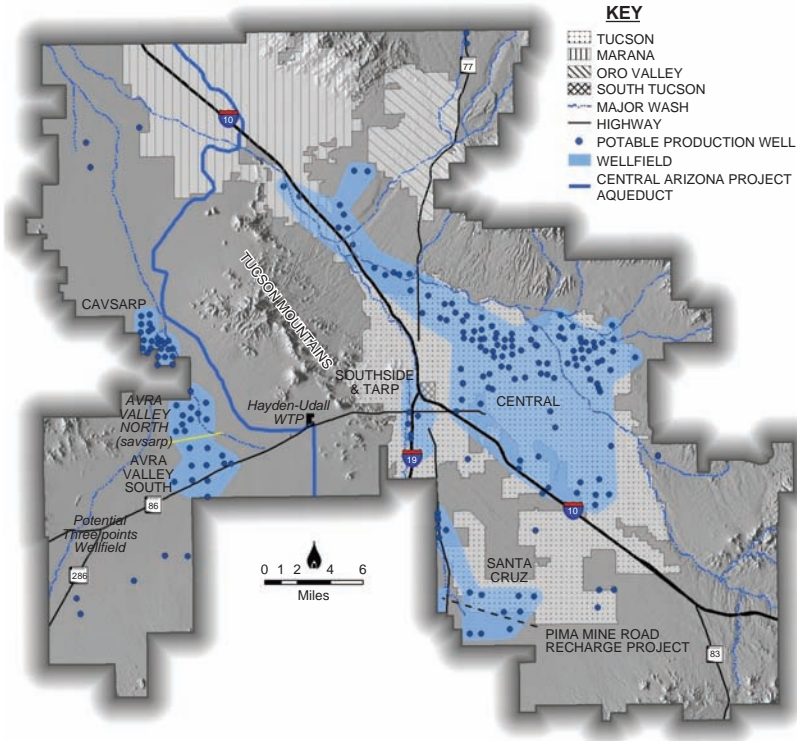 KEY
TUCSON
MARANA
ORO VALLEY
SOUTH TUCSON
MAJOR WASH
HIGHWAY
POTABLE PRODUCTION WELL
WELLFIELD
CENTRAL ARIZONA PROJECT
AQUEDUCT
77
10
TUCSON MOUNTAINS
CAVSARP
SOUTHSIDE
& TARP
CENTRAL
AVRA
VALLEY
NORTH
(savsarp)
Hayden-Udall
WTP
AVRA
VALLEY
SOUTH
19
86
10
Potential
Three points
Wellfield
286
0 1 2 4 6
Miles
SANTA
CRUZ
PIMA MINE ROAD
RECHARGE PROJECT
83